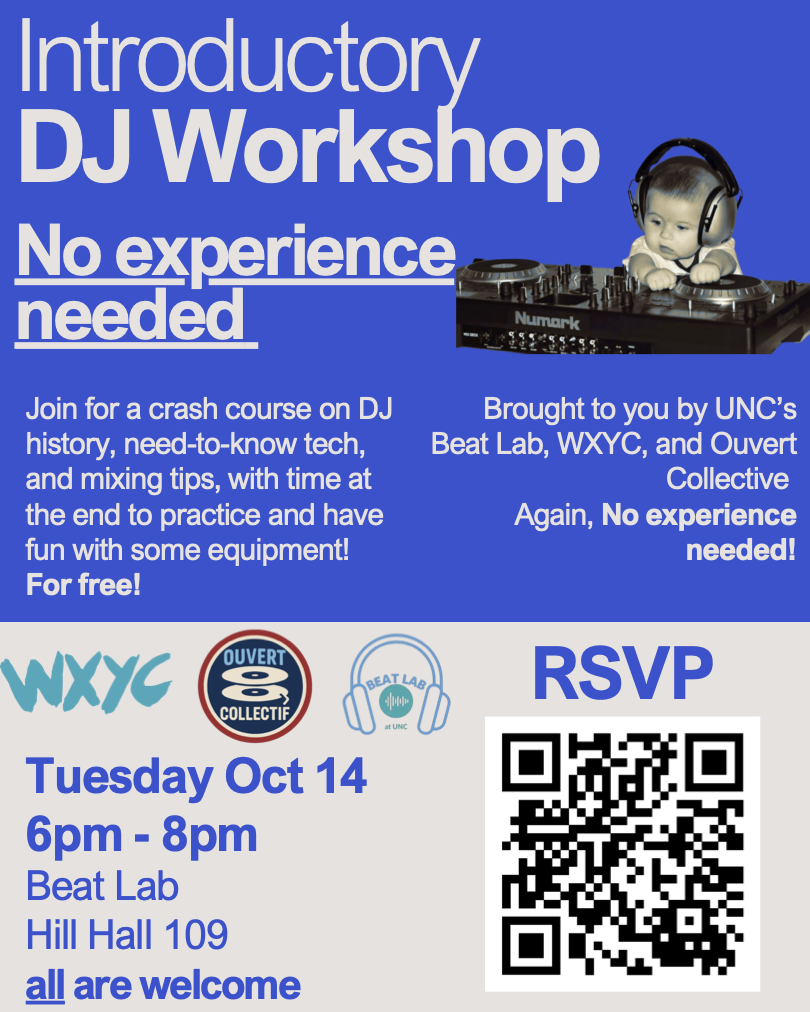 Introductory
DJ Workshop
No experience
needed
Numark
Join for a crash course on DJ
history, need-to-know tech,
and mixing tips, with time at
the end to practice and have
fun with some equipment!
For free!
Brought to you by UNC’s
Beat Lab, WXYC, and Ouvert
Collective
Again, No experience
needed!
WXYC
OUVERT
COLLECTIF
BEAT LAB
at UNC
RSVP
Tuesday Oct 14
6pm - 8pm
Beat Lab
Hill Hall 109
all are welcome